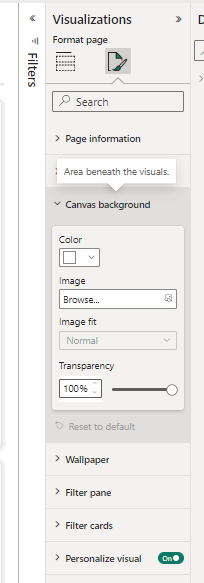 Visualizations
Format page
Filters
Search
Page information
Area beneath the visuals.
Canvas background
Color
Image
Browse...
Image fit
Normal
Transparency
100%
Reset to default
Wallpaper
Filter pane
Filter cards
Personalize visual
On